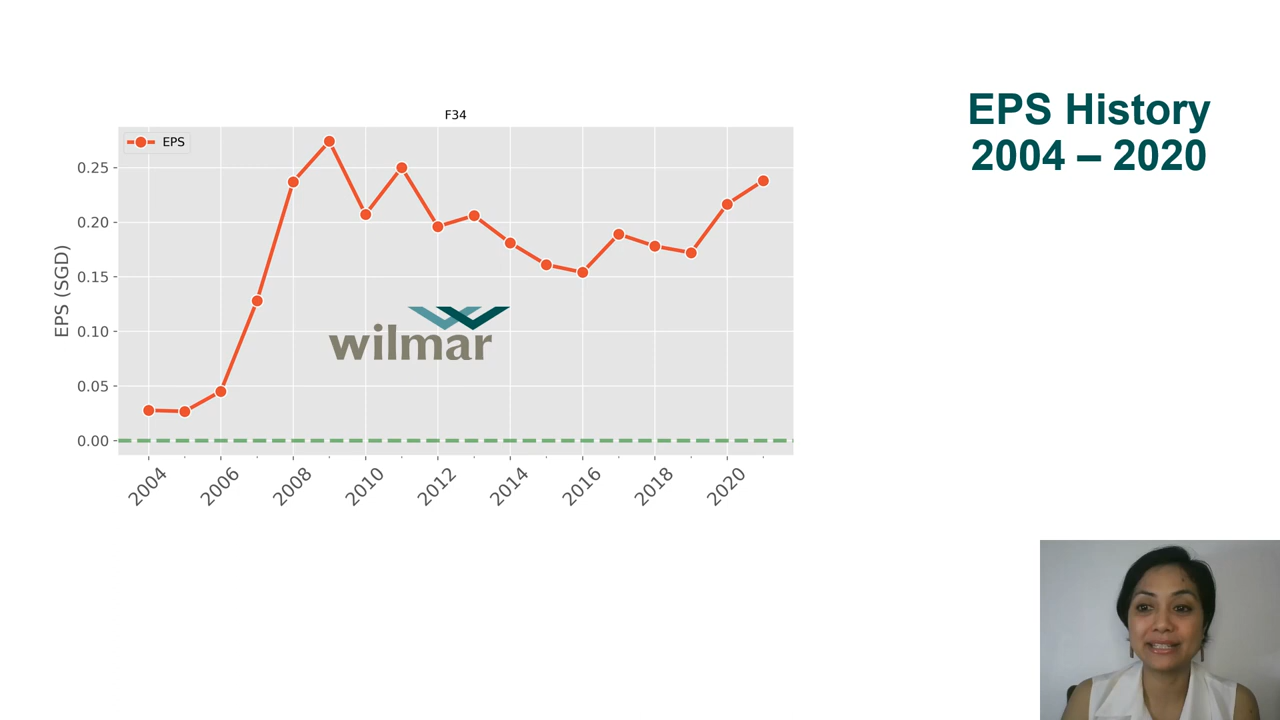 EPS History
2004 – 2020
F34
EPS
EPS (SGD)
0.25
0.20
0.15
0.10
0.05
0.00
wilmar
2004 2006 2008 2010 2012 2014 2016 2018 2020